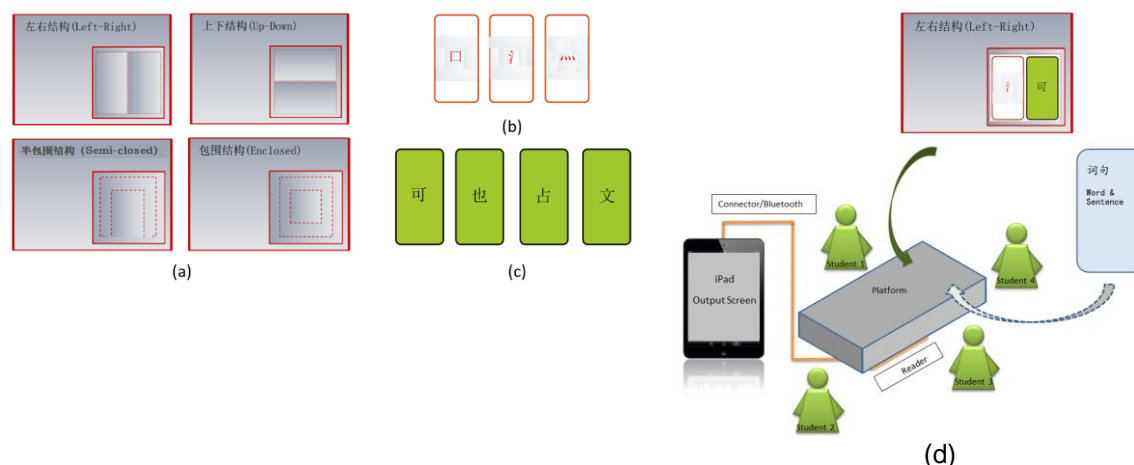 左右结构(Left-Right)
上下结构(Up-Down)
半包围结构 (Semi-closed)
包围结构(Enclosed)
(a)
口
氵
灬
(b)
可
也
占
文
(c)
左右结构(Left-Right)
氵
可
词句
Word &
Sentence
Connector/Bluetooth
iPad
Output Screen
Student 1
Student 4
Platform
Reader
Student 3
Student 2
(d)